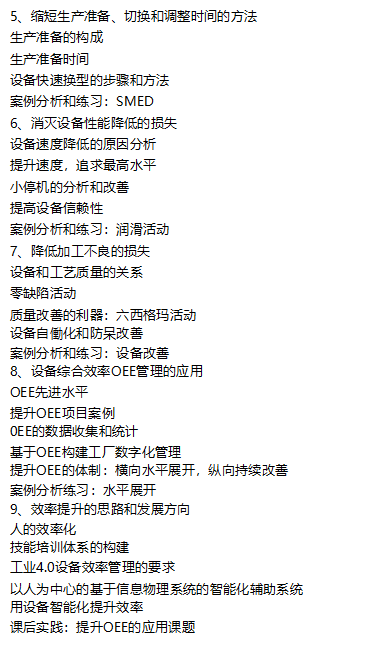 5、缩短生产准备、切换和调整时间的方法
生产准备的构成
生产准备时间
设备快速换型的步骤和方法
案例分析和练习：SMED
6、消灭设备性能降低的损失
设备速度降低的原因分析
提升速度，追求最高水平
小停机的分析和改善
提高设备信赖性
案例分析和练习：润滑活动
7、降低加工不良的损失
设备和工艺质量的关系
零缺陷活动
质量改善的利器：六西格玛活动
设备自働化和防呆改善
案例分析和练习：设备改善
8、设备综合效率OEE管理的应用
OEE先进水平
提升OEE项目案例
0EE的数据收集和统计
基于OEE构建工厂数字化管理
提升OEE的体制：横向水平展开，纵向持续改善
案例分析练习：水平展开
9、效率提升的思路和发展方向
人的效率化
技能培训体系的构建
工业4.0设备效率管理的要求
以人为中心的基于信息物理系统的智能化辅助系统
用设备智能化提升效率
课后实践：提升OEE的应用课题